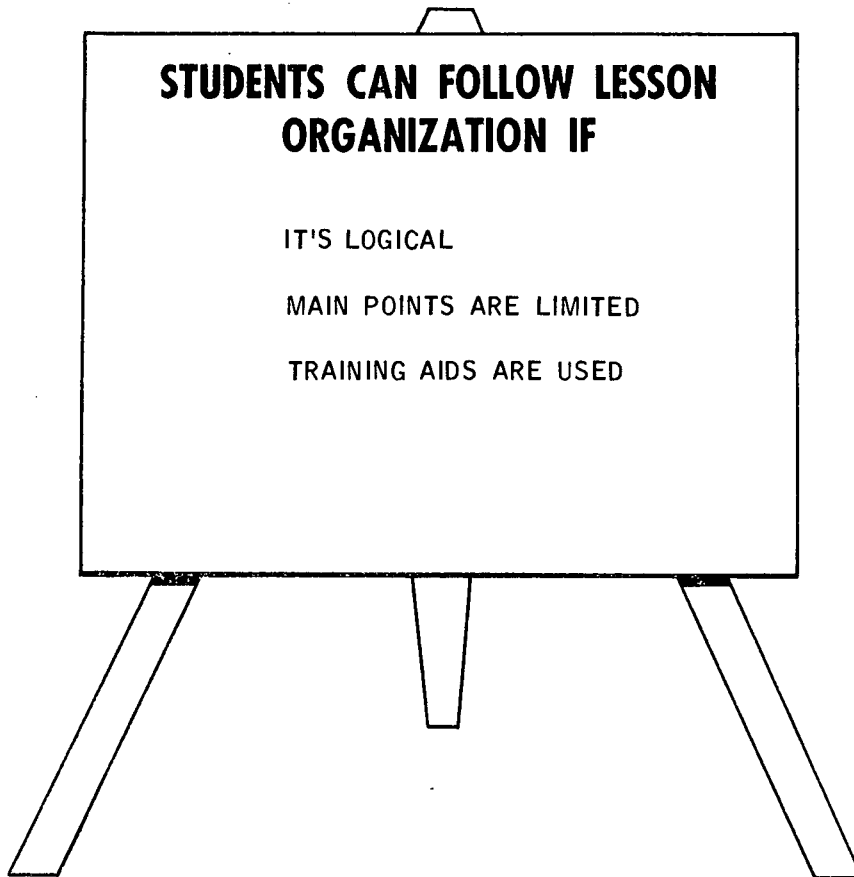 STUDENTS CAN FOLLOW LESSON
ORGANIZATION IF
IT'S LOGICAL
MAIN POINTS ARE LIMITED
TRAINING AIDS ARE USED